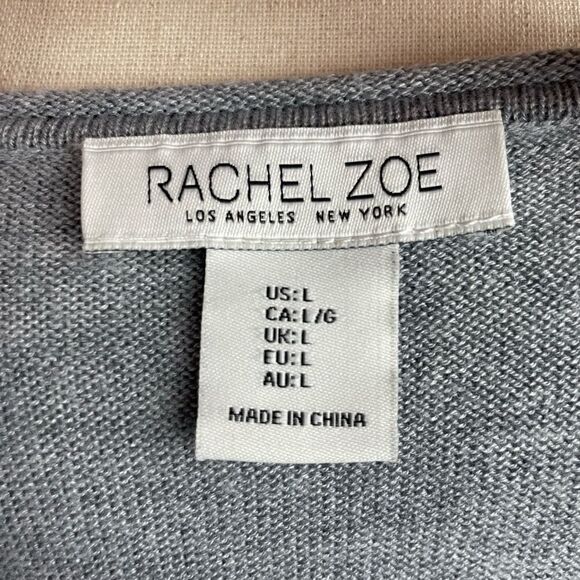 RACHEL ZOE
LOS ANGELES NEW YORK
US: L
CA: L/G
UK: L
EU: L
AU: L
MADE IN CHINA